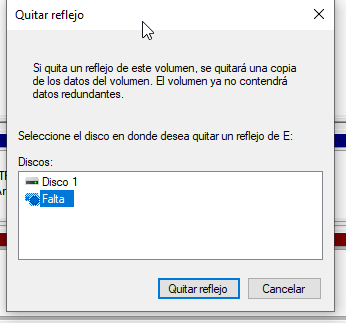 Quitar reflejo
Si quita un reflejo de este volumen, se quitará una copia
de los datos del volumen. El volumen ya no contendrá
datos redundantes.
Seleccione el disco en donde desea quitar un reflejo de E:
Discos:
Disco 1
Falta
Quitar reflejo
Cancelar